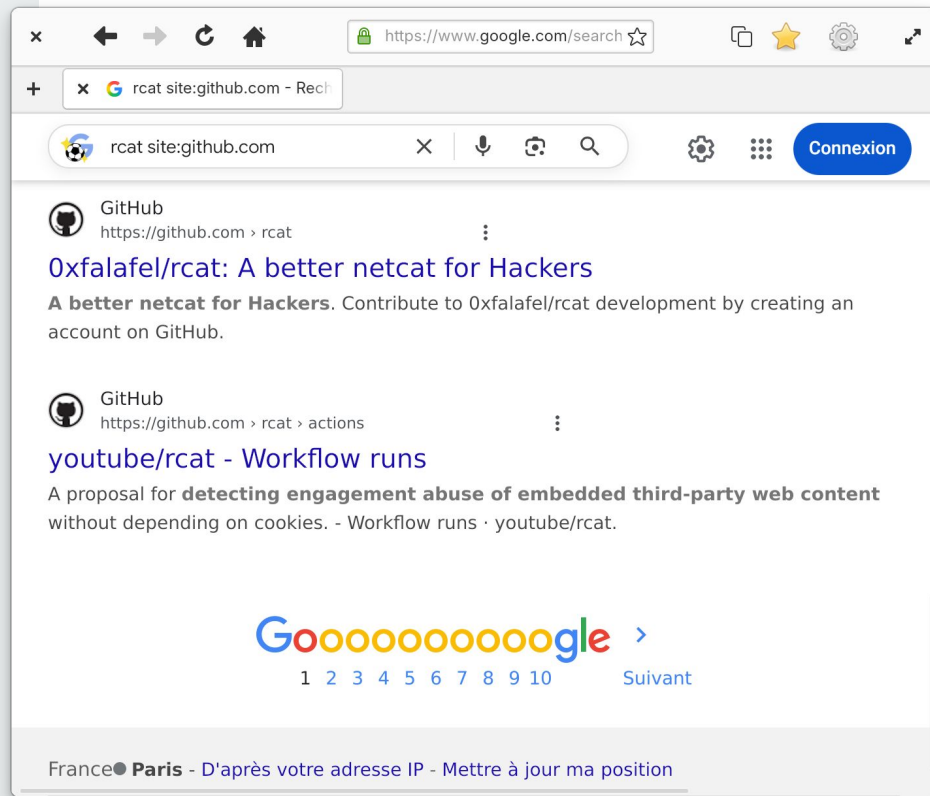 https://www.google.com/search
rcat site:github.com - Rech
rcat site:github.com
Connexion
GitHub
https://github.com › rcat
0xfalafel/rcat: A better netcat for Hackers
A better netcat for Hackers. Contribute to 0xfalafel/rcat development by creating an
account on GitHub.
GitHub
https://github.com › rcat › actions
youtube/rcat - Workflow runs
A proposal for detecting engagement abuse of embedded third-party web content
without depending on cookies. - Workflow runs · youtube/rcat.
Goooooooooogle
1 2 3 4 5 6 7 8 9 10 Suivant
France Paris - D'après votre adresse IP - Mettre à jour ma position